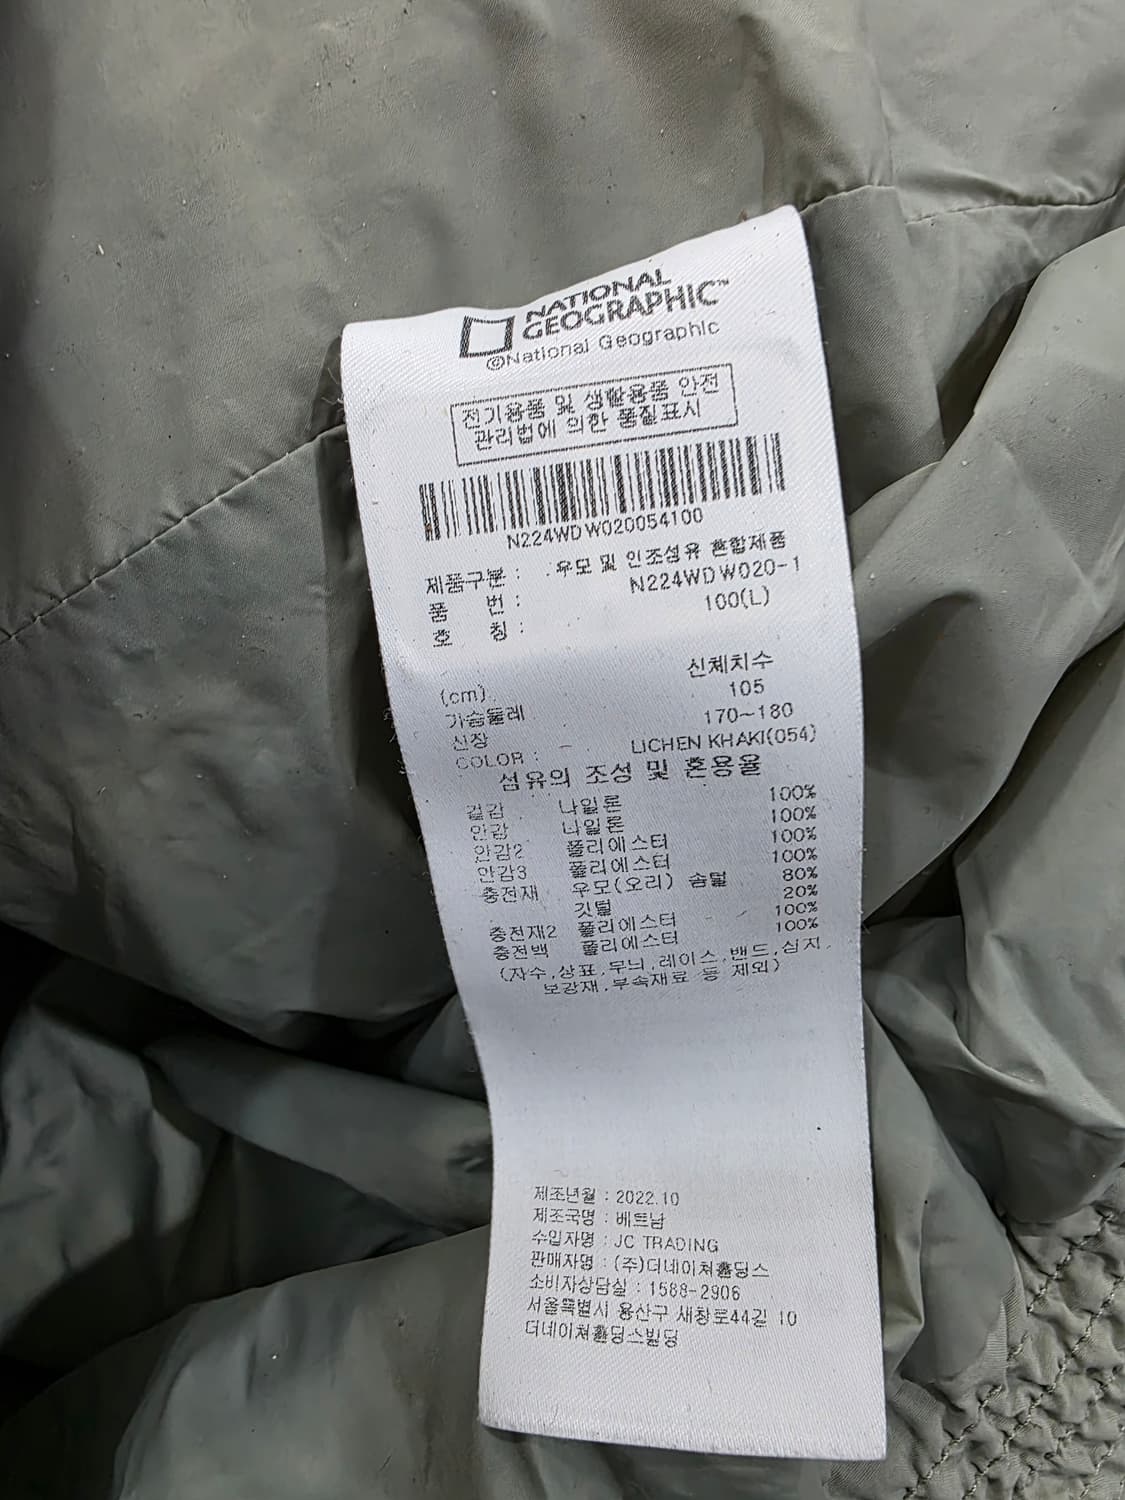 NATIONAL
GEOGRAPHIC™
©National Geographic
전기용품 및 생활용품 안전
관리법에 의한 품질표시
N224WDW020054100
제품구분 : 우모 및 인조섬유 혼합제품
품 번 : N224WDW020-1
호 칭 : 100(L)
(cm) 신체치수
가슴둘레 105
신장 170~180
COLOR : LICHEN KHAKI(054)
섬유의 조성 및 혼용율
겉감 나일론 100%
안감 나일론 100%
안감2 폴리에스터 100%
안감3 폴리에스터 100%
충전재 우모(오리) 솜털 80%
깃털 20%
충전재2 폴리에스터 100%
충전백 폴리에스터 100%
(자수,상표,무늬,레이스,밴드,심지,
보강재,부속재료 등 제외)
제조년월 : 2022.10
제조국명 : 베트남
수입자명 : JC TRADING
판매자명 : (주)더네이쳐홀딩스
소비자상담실 : 1588-2906
서울특별시 용산구 새창로44길 10
더네이쳐홀딩스빌딩